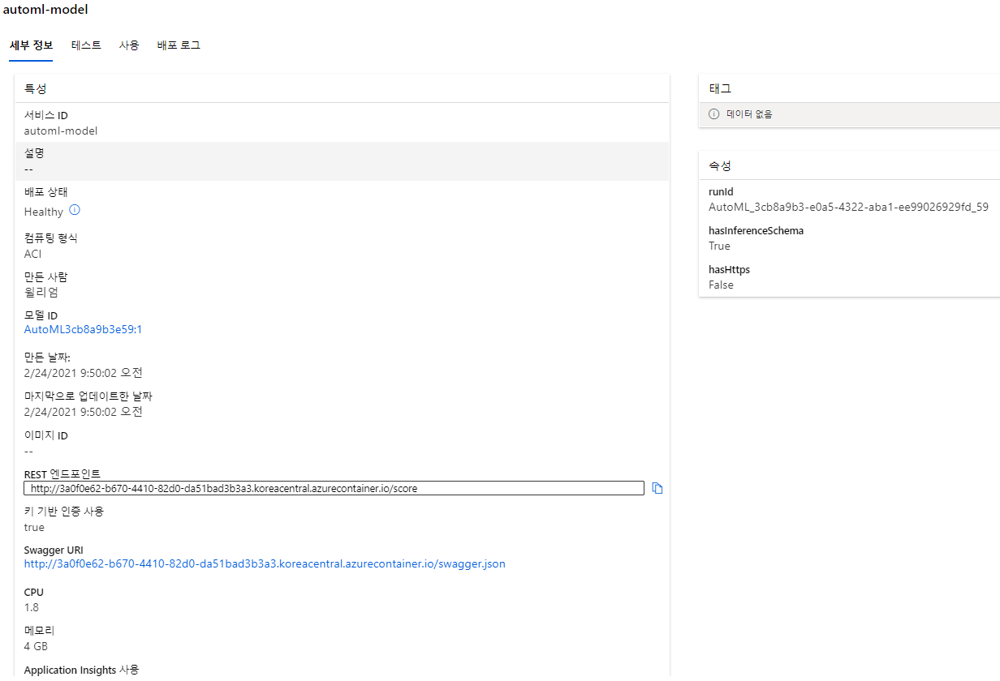 automl-model
세부 정보 테스트 사용 배포 로그
특성
서비스 ID
automl-model
설명
--
배포 상태
Healthy
컴퓨팅 형식
ACI
만든 사람
윌리엄
모델 ID
AutoML3cb8a9b3e59:1
만든 날짜:
2/24/2021 9:50:02 오전
마지막으로 업데이트한 날짜
2/24/2021 9:50:02 오전
이미지 ID
--
REST 엔드포인트
http://3a0f0e62-b670-4410-82d0-da51bad3b3a3.koreacentral.azurecontainer.io/score
키 기반 인증 사용
true
Swagger URI
http://3a0f0e62-b670-4410-82d0-da51bad3b3a3.koreacentral.azurecontainer.io/swagger.json
CPU
1.8
메모리
4 GB
Application Insights 사용
태그
데이터 없음
속성
runId
AutoML_3cb8a9b3-e0a5-4322-aba1-ee99026929fd_59
hasInferenceSchema
True
hasHttps
False